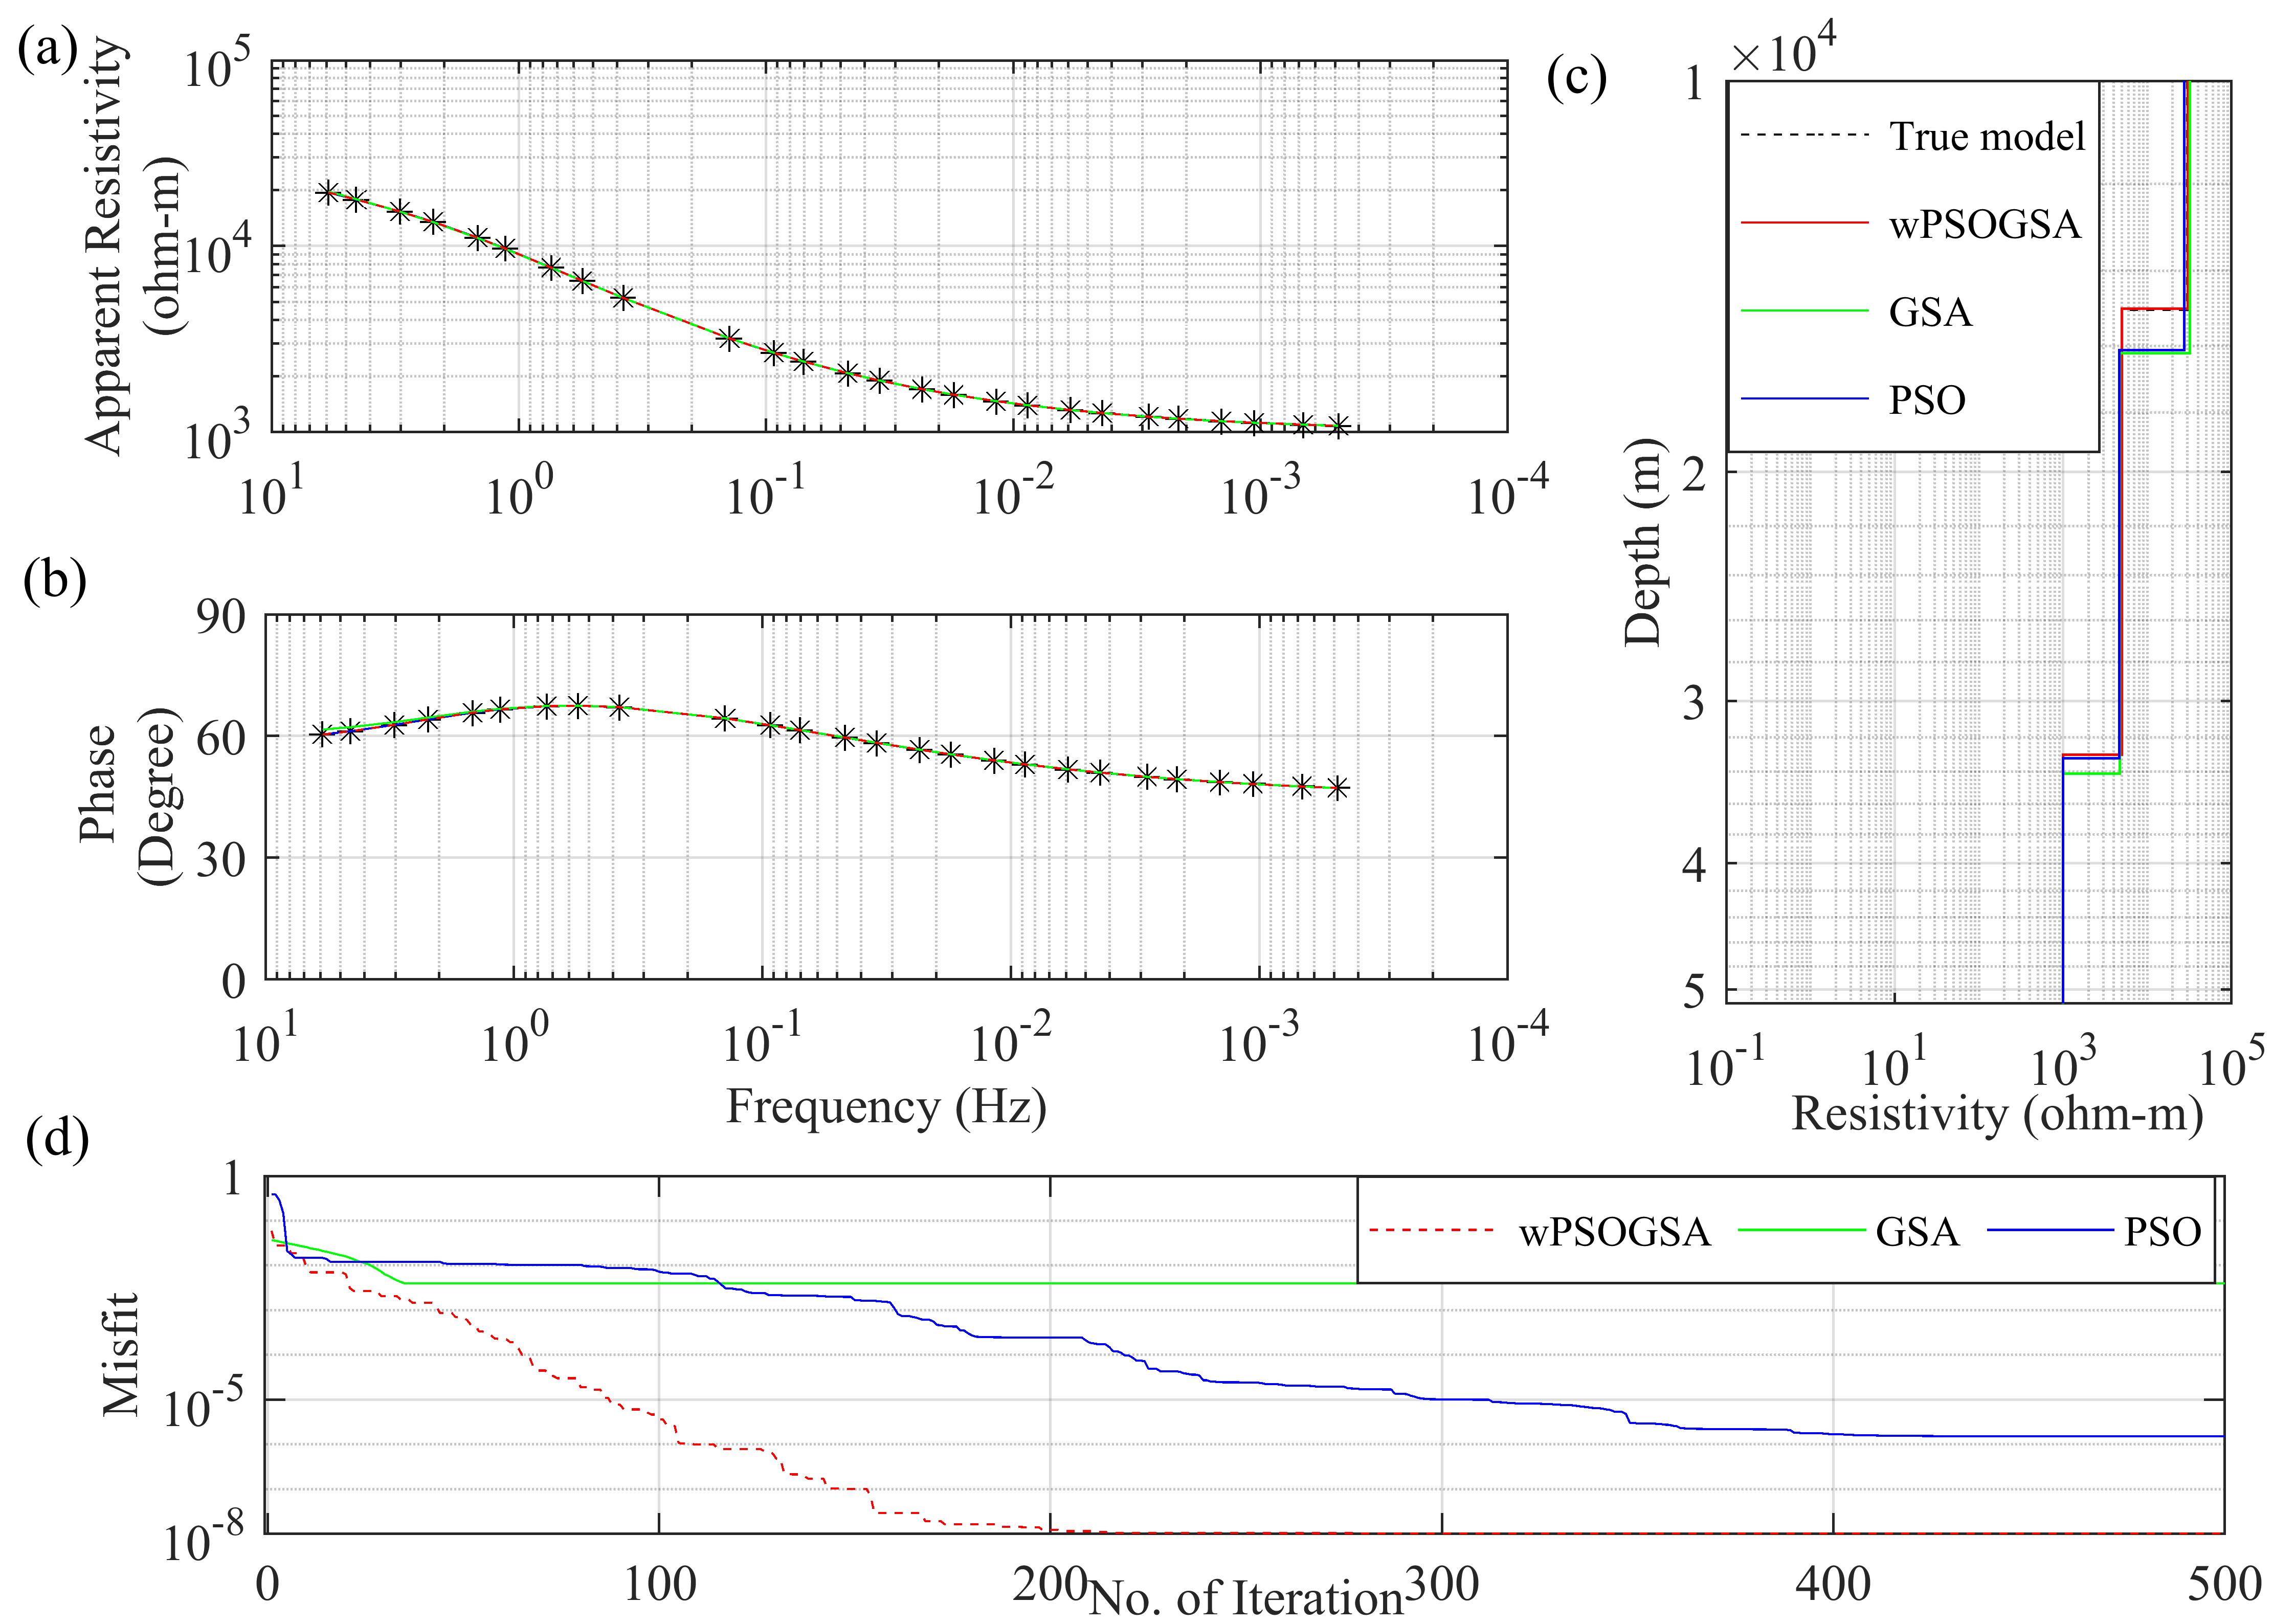 (a)
Apparent Resistivity
(ohm-m)
10^5
10^4
10^3
10^1 10^0 10^-1 10^-2 10^-3 10^-4
(b)
Phase
(Degree)
90
60
30
0
10^1 10^0 10^-1 10^-2 10^-3 10^-4
Frequency (Hz)
(c)
×10^4
Depth (m)
1
2
3
4
5
True model
wPSOGSA
GSA
PSO
10^-1 10^1 10^3 10^5
Resistivity (ohm-m)
(d)
Misfit
1
10^-5
10^-8
wPSOGSA GSA PSO
0 100 200 300 400 500
No. of Iteration